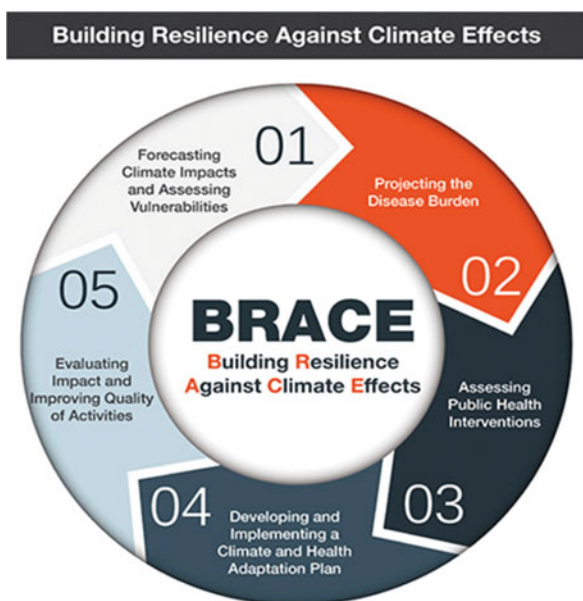 Building Resilience Against Climate Effects
01
Forecasting
Climate Impacts
and Assessing
Vulnerabilities
Projecting the
Disease Burden
02
Assessing
Public Health
Interventions
03
04
Developing and
Implementing a
Climate and Health
Adaptation Plan
05
Evaluating
Impact and
Improving Quality
of Activities
BRACE
Building Resilience
Against Climate Effects